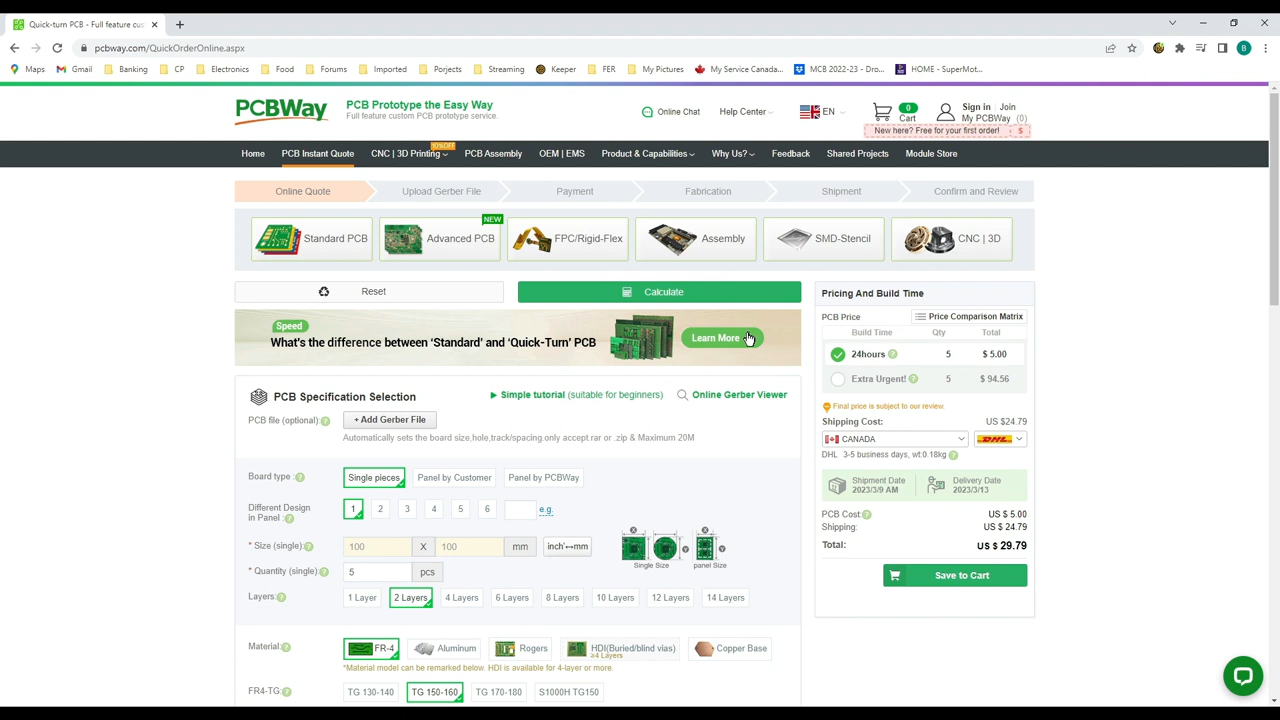 Quick-turn PCB - Full feature cus
pcbway.com/QuickOrderOnline.aspx
B
Maps Gmail Banking CP Electronics Food Forums Imported Porjects Streaming Keeper FER My Pictures My Service Canada... MCB 2022-23 - Dro... HOME - SuperMot...
PCBWay
PCB Prototype the Easy Way
Full feature custom PCB prototype service.
Online Chat
Help Center
EN
0
Cart
Sign in Join
My PCBWay (0)
New here? Free for your first order! $
10%OFF
Home PCB Instant Quote CNC | 3D Printing PCB Assembly OEM | EMS Product & Capabilities Why Us? Feedback Shared Projects Module Store
Online Quote Upload Gerber File Payment Fabrication Shipment Confirm and Review
NEW
Standard PCB Advanced PCB FPC/Rigid-Flex Assembly SMD-Stencil CNC | 3D
Reset
Calculate
Speed
What's the difference between 'Standard' and 'Quick-Turn' PCB
Learn More
PCB Specification Selection
Simple tutorial (suitable for beginners)
Online Gerber Viewer
PCB file (optional): ?
+ Add Gerber File
Automatically sets the board size,hole,track/spacing.only accept.rar or .zip & Maximum 20M
Board type : ? Single pieces Panel by Customer Panel by PCBWay
Different Design
in Panel : ?
1 2 3 4 5 6 e.g.
* Size (single): ? 100 X 100 mm inch'↔mm
X Y X Y
Single Size panel Size
* Quantity (single): ? 5 pcs
Layers: ? 1 Layer 2 Layers 4 Layers 6 Layers 8 Layers 10 Layers 12 Layers 14 Layers
Material: ? FR-4 Aluminum Rogers HDI(Buried/blind vias) Copper Base
≥4 Layers
*Material model can be remarked below. HDI is available for 4-layer or more.
FR4-TG: ? TG 130-140 TG 150-160 TG 170-180 S1000H TG150
Pricing And Build Time
PCB Price
Price Comparison Matrix
Build Time Qty Total
24hours ? 5 $ 5.00
Extra Urgent! ? 5 $ 94.56
Final price is subject to our review.
Shipping Cost: US $24.79
CANADA DHL
DHL 3-5 business days, wt:0.18kg ?
Shipment Date
2023/3/9 AM
Delivery Date
2023/3/13
PCB Cost ? US $ 5.00
Shipping: US $ 24.79
Total: US $ 29.79
Save to Cart